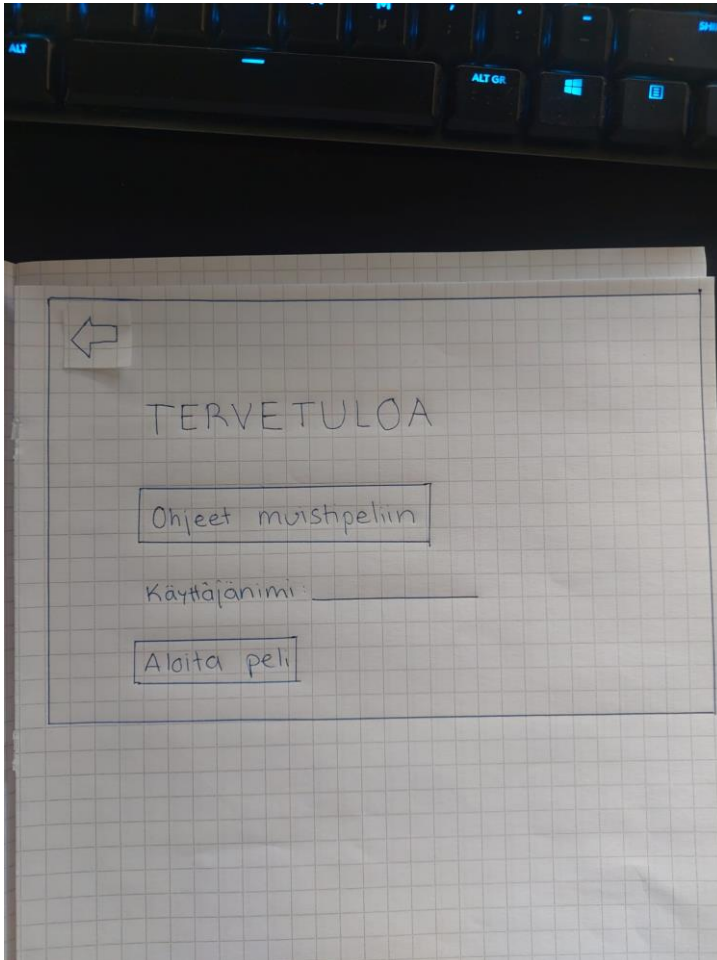 ALT
ALT GR
TERVETULOA
Ohjeet muistipeliin
Käyttäjänimi:
Aloita peli